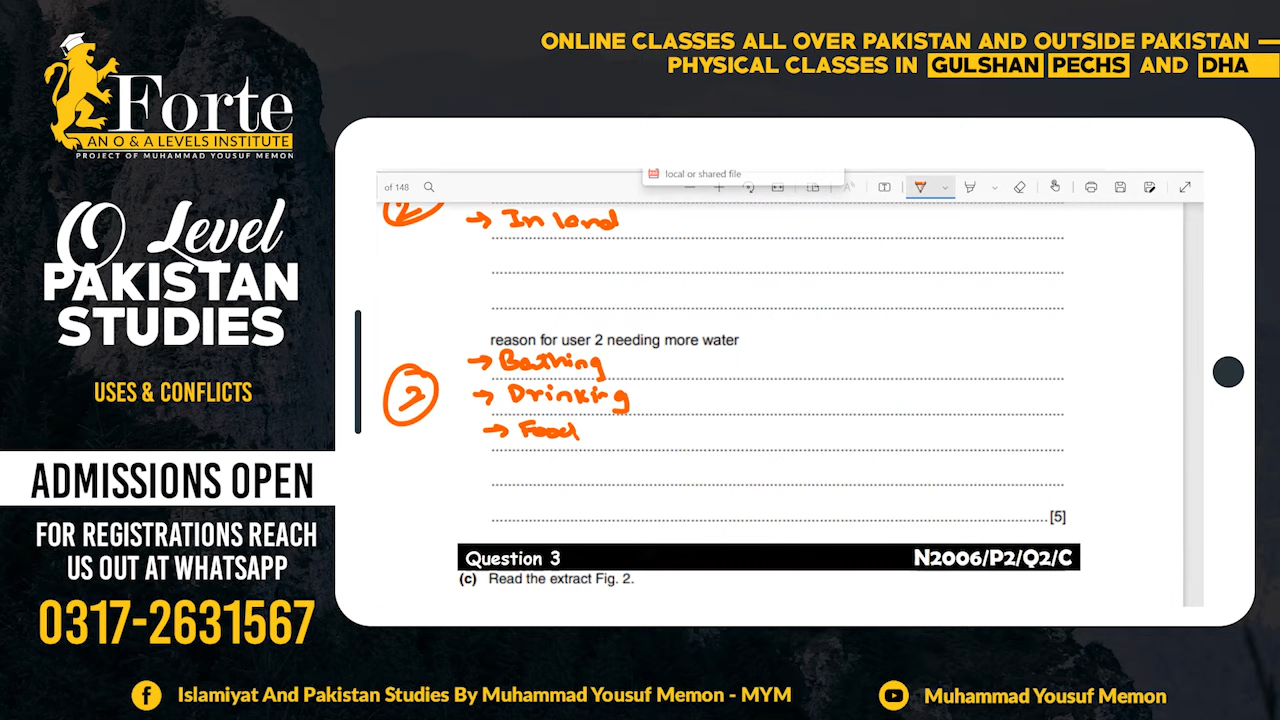 Forte
AN O & A LEVELS INSTITUTE
PROJECT OF MUHAMMAD YOUSUF MEMON
O Level
PAKISTAN
STUDIES
USES & CONFLICTS
ADMISSIONS OPEN
FOR REGISTRATIONS REACH
US OUT AT WHATSAPP
0317-2631567
ONLINE CLASSES ALL OVER PAKISTAN AND OUTSIDE PAKISTAN —
PHYSICAL CLASSES IN GULSHAN PECHS AND DHA
local or shared file
of 148
→ In land
reason for user 2 needing more water
→ Bathing
2
→ Drinking
→ Food
[5]
Question 3 N2006/P2/Q2/C
(c) Read the extract Fig. 2.
Islamiyat And Pakistan Studies By Muhammad Yousuf Memon - MYM
Muhammad Yousuf Memon